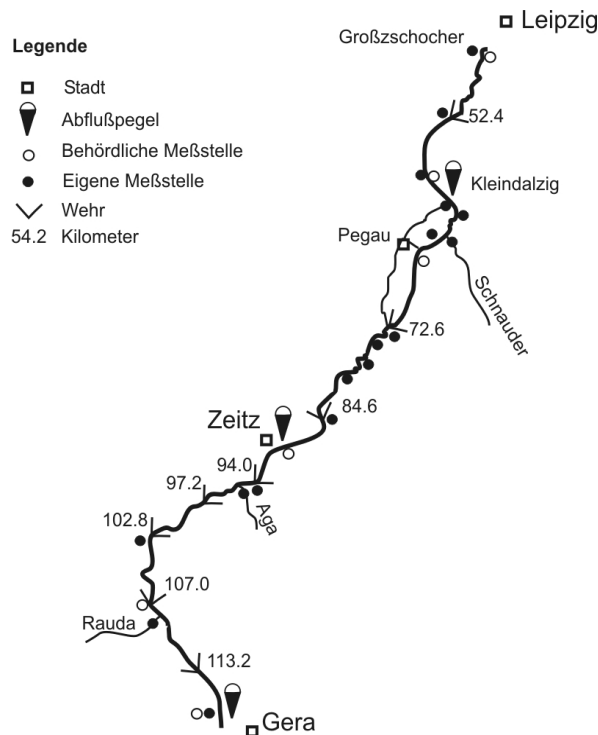 Leipzig
Großzschocher
Legende
Stadt
Abflußpegel
Behördliche Meßstelle
Eigene Meßstelle
Wehr
54.2 Kilometer
52.4
Kleindalzig
Pegau
Schnauder
72.6
84.6
Zeitz
94.0
97.2
Aga
102.8
107.0
Rauda
113.2
Gera